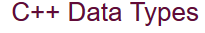 C++ Data Types